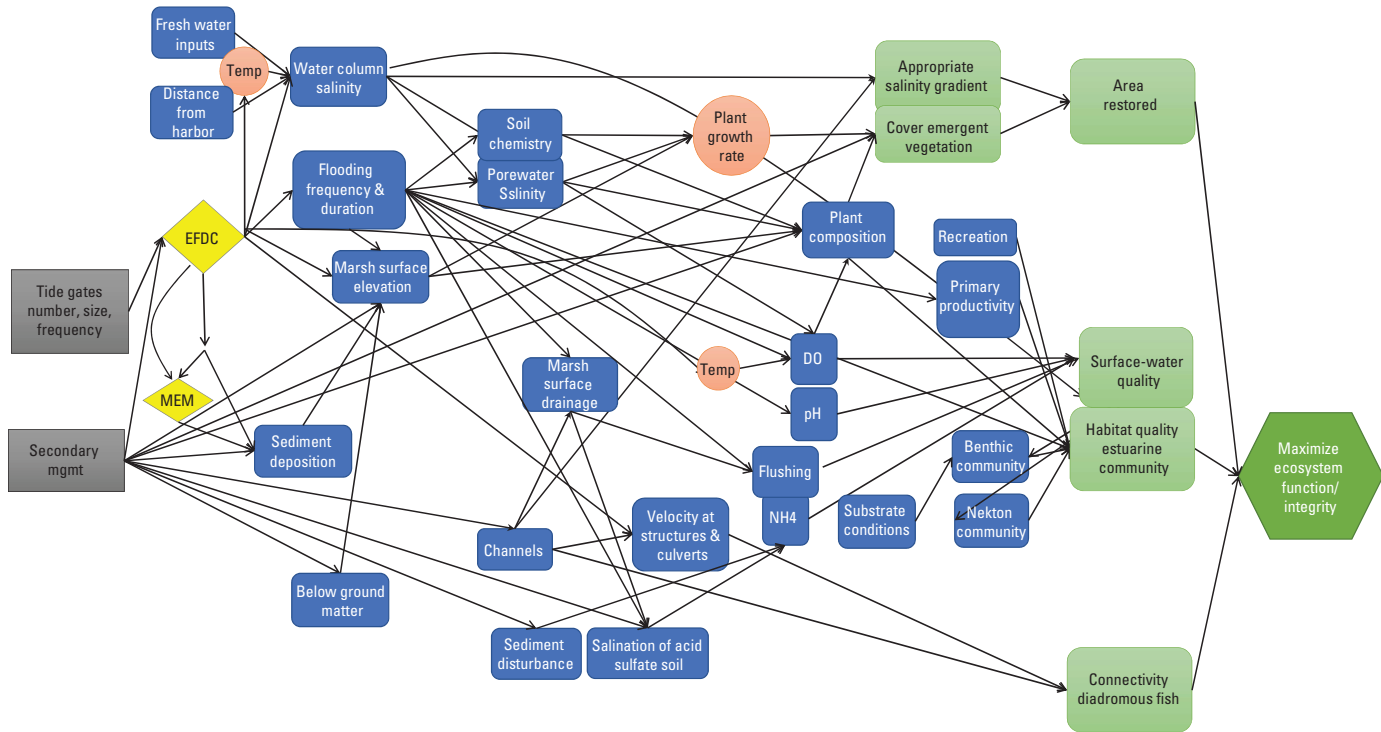 Fresh water
inputs
Temp
Distance
from
harbor
Water column
salinity
Flooding
frequency &
duration
EFDC
Marsh surface
elevation
Tide gates
number, size,
frequency
MEM
Secondary
mgmt
Sediment
deposition
Below ground
matter
Soil
chemistry
Porewater
Sslinity
Marsh
surface
drainage
Channels
Sediment
disturbance
Salination of acid
sulfate soil
Velocity at
structures &
culverts
Plant
growth
rate
Temp
Plant
composition
DO
pH
Flushing
NH4
Substrate
conditions
Recreation
Primary
productivity
Benthic
community
Nekton
community
Appropriate
salinity gradient
Cover emergent
vegetation
Area
restored
Surface-water
quality
Habitat quality
estuarine
community
Connectivity
diadromous fish
Maximize
ecosystem
function/
integrity